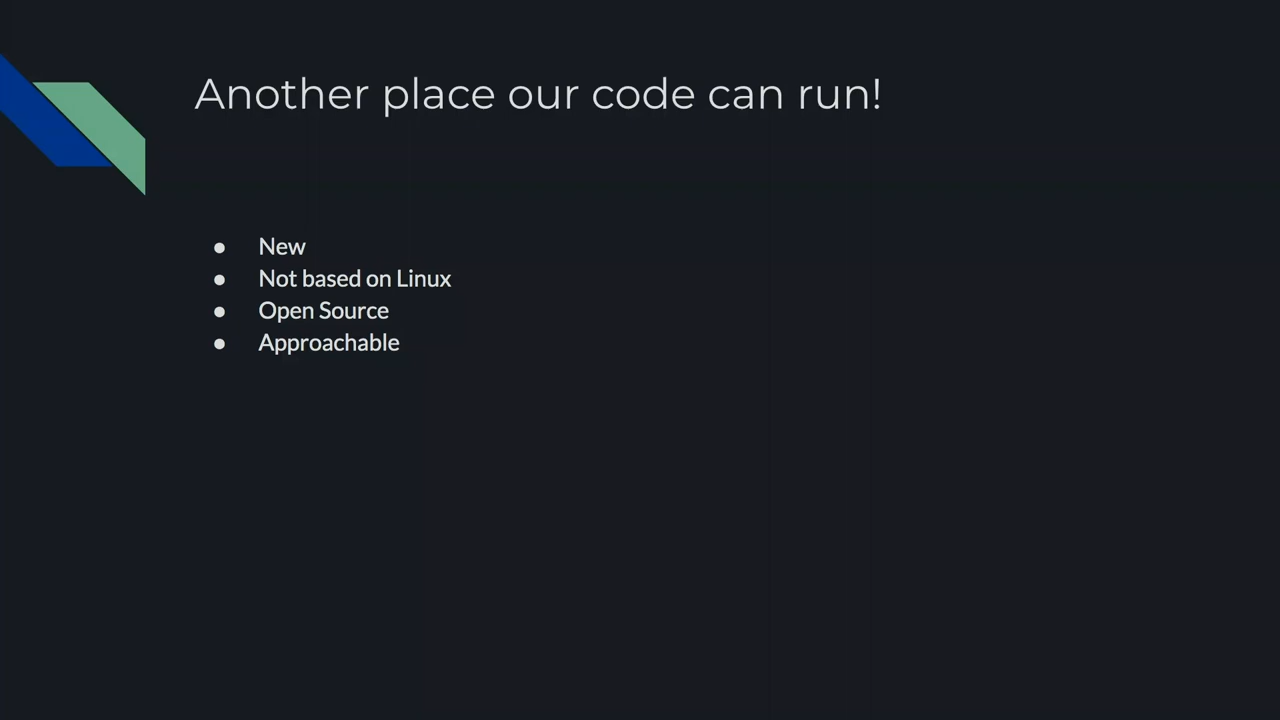 Another place our code can run!
● New
● Not based on Linux
● Open Source
● Approachable